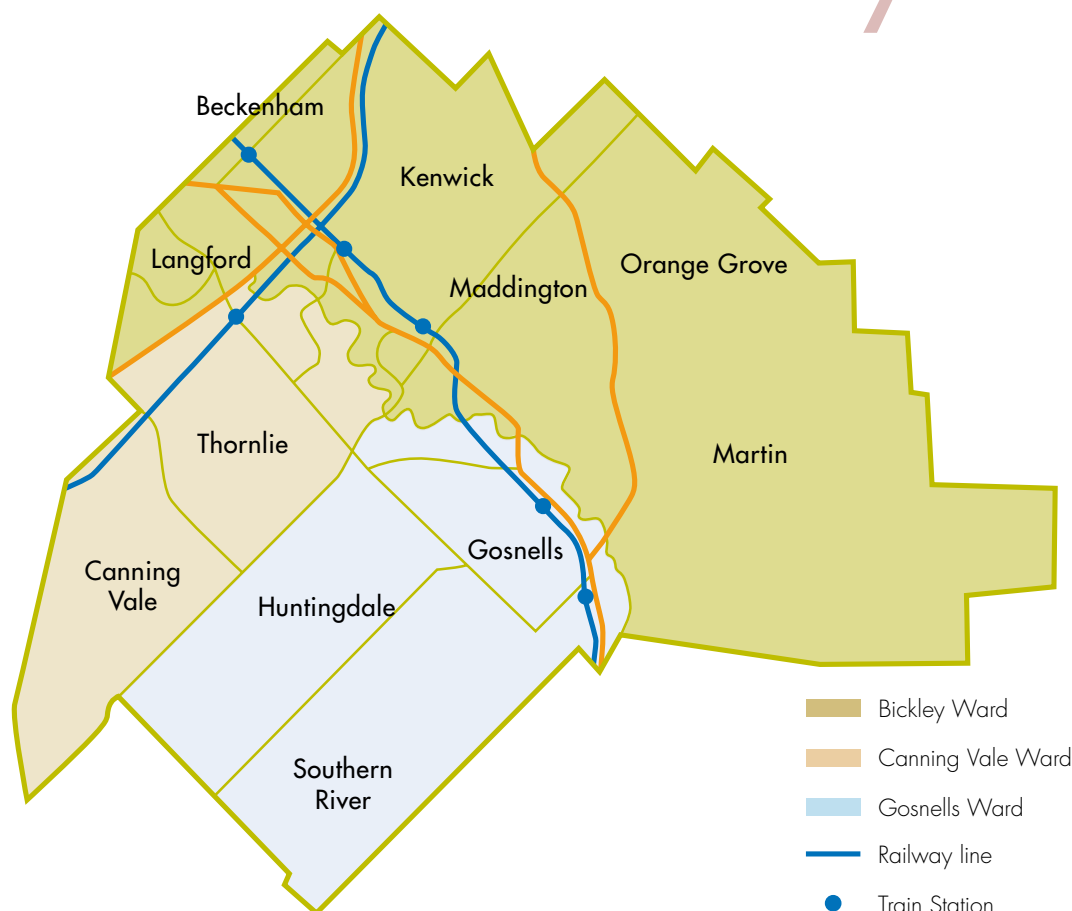 Beckenham
Kenwick
Langford
Orange Grove
Maddington
Thornlie
Martin
Gosnells
Canning
Vale
Huntingdale
Southern
River
Bickley Ward
Canning Vale Ward
Gosnells Ward
Railway line
Train Station